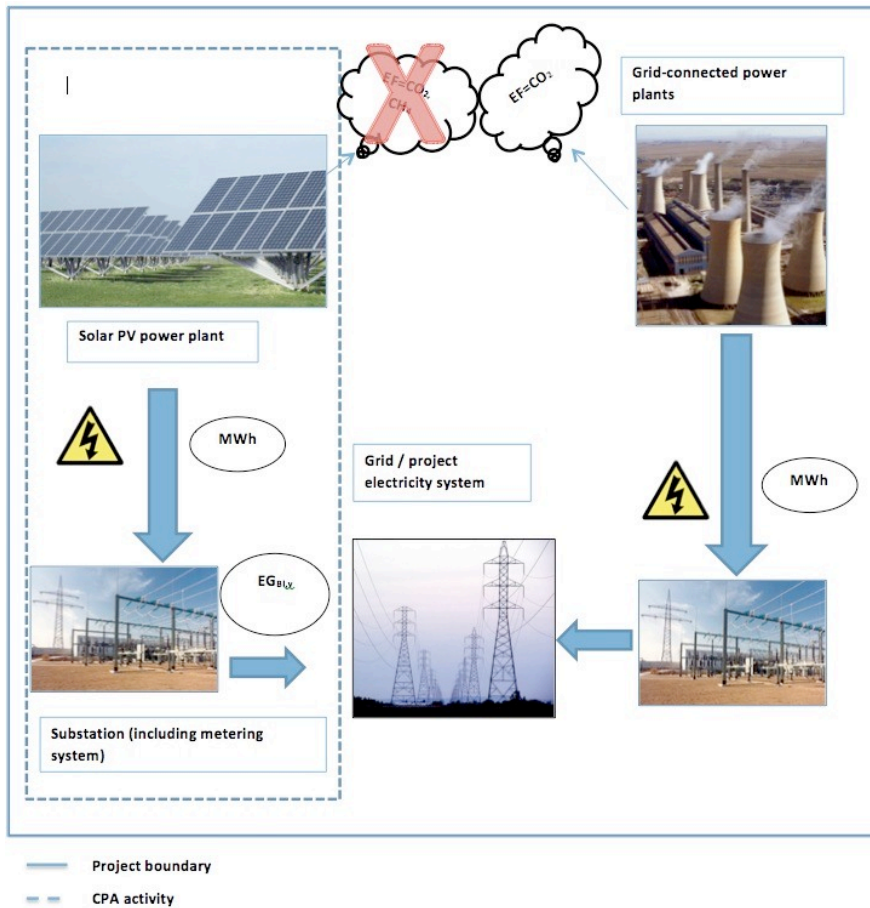 EF=CO₂,
CH₄
EF=CO₂
Grid-connected power
plants
Solar PV power plant
MWh
Grid / project
electricity system
MWh
EG_BL,y
Substation (including metering
system)
Project boundary
CPA activity